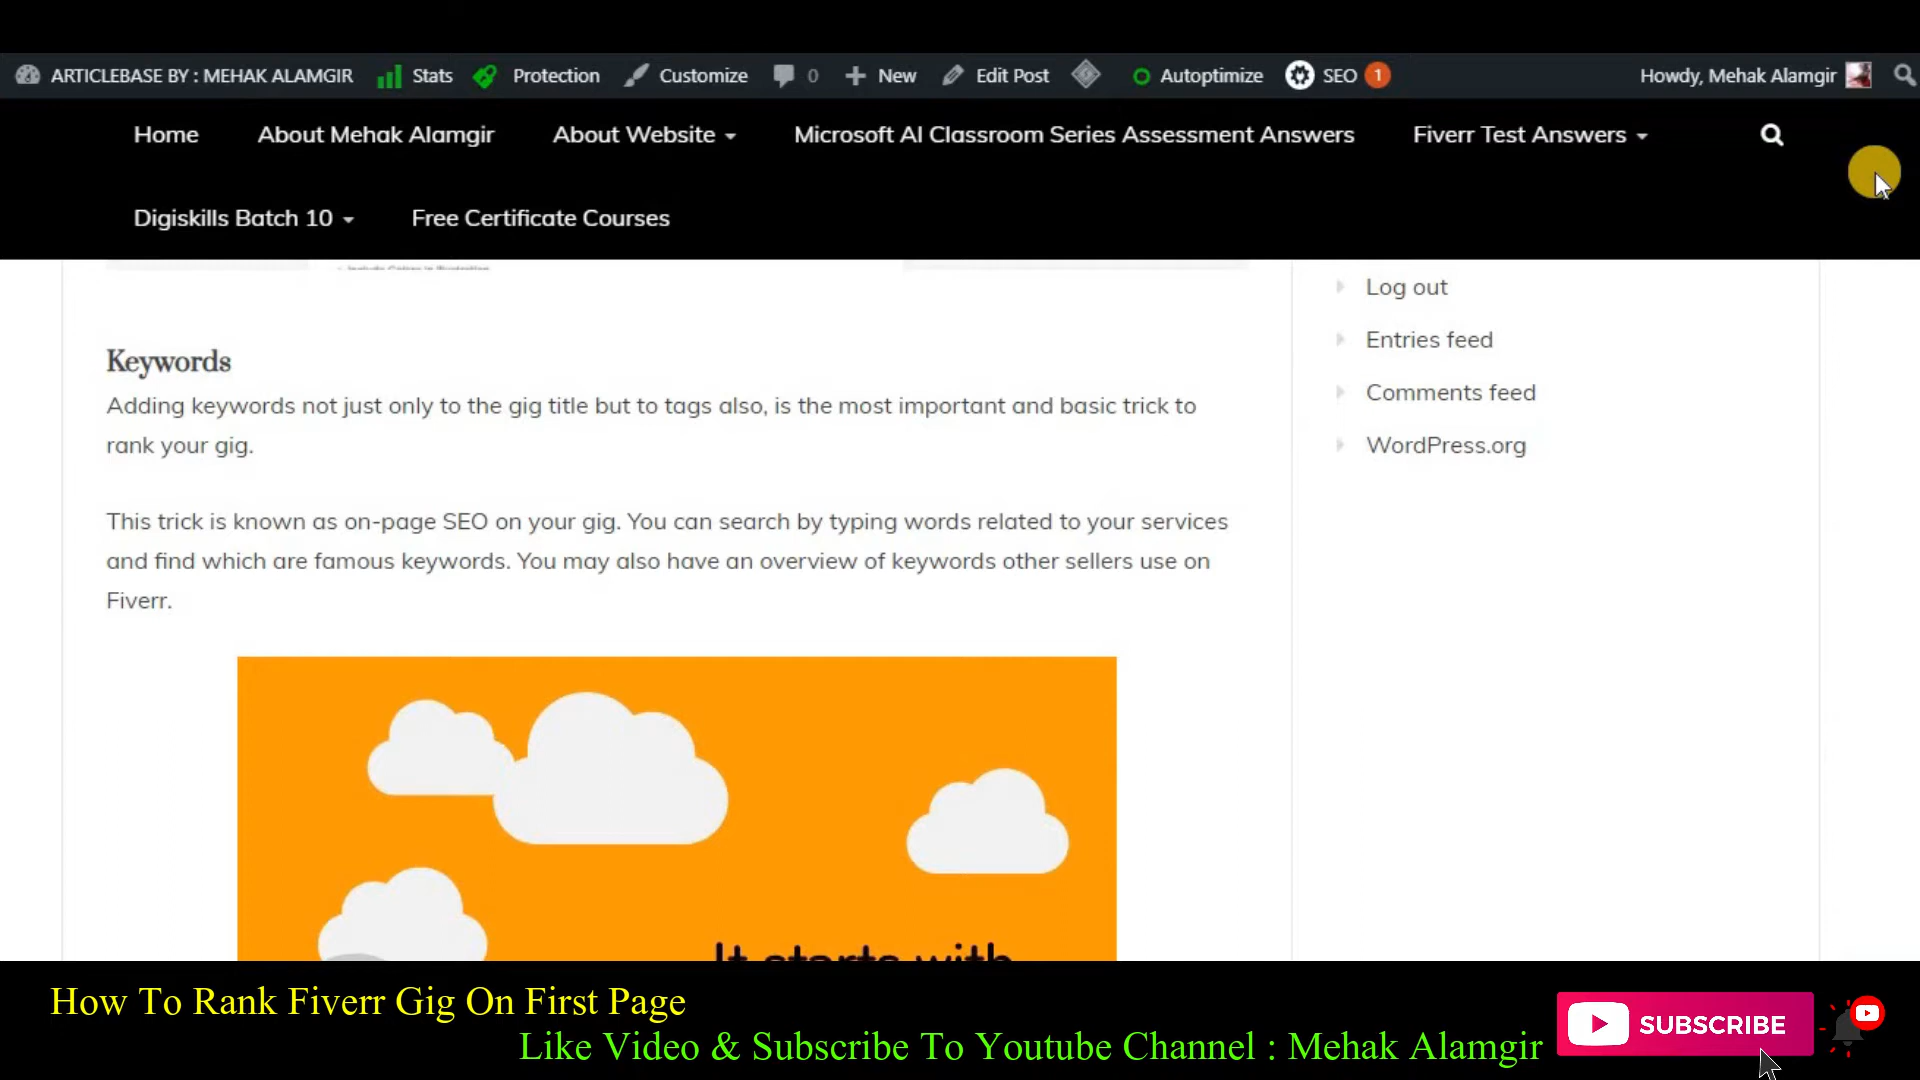 ARTICLEBASE BY : MEHAK ALAMGIR Stats Protection Customize 0 New Edit Post Autoptimize SEO 1 Howdy, Mehak Alamgir
Home About Mehak Alamgir About Website Microsoft AI Classroom Series Assessment Answers Fiverr Test Answers
Digiskills Batch 10 Free Certificate Courses
Log out
Entries feed
Comments feed
WordPress.org
Keywords
Adding keywords not just only to the gig title but to tags also, is the most important and basic trick to
rank your gig.
This trick is known as on-page SEO on your gig. You can search by typing words related to your services
and find which are famous keywords. You may also have an overview of keywords other sellers use on
Fiverr.
It starts with
How To Rank Fiverr Gig On First Page
Like Video & Subscribe To Youtube Channel : Mehak Alamgir
SUBSCRIBE